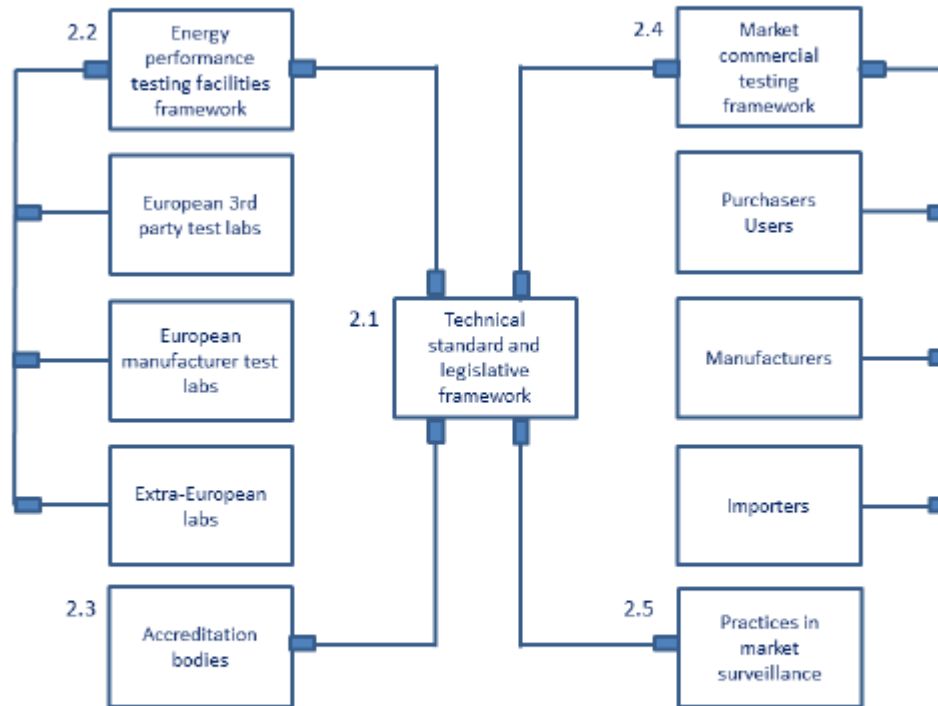 2.2
Energy
performance
testing facilities
framework
European 3rd
party test labs
European
manufacturer test
labs
Extra-European
labs
2.3
Accreditation
bodies
2.1
Technical
standard and
legislative
framework
2.4
Market
commercial
testing
framework
Purchasers
Users
Manufacturers
Importers
2.5
Practices in
market
surveillance